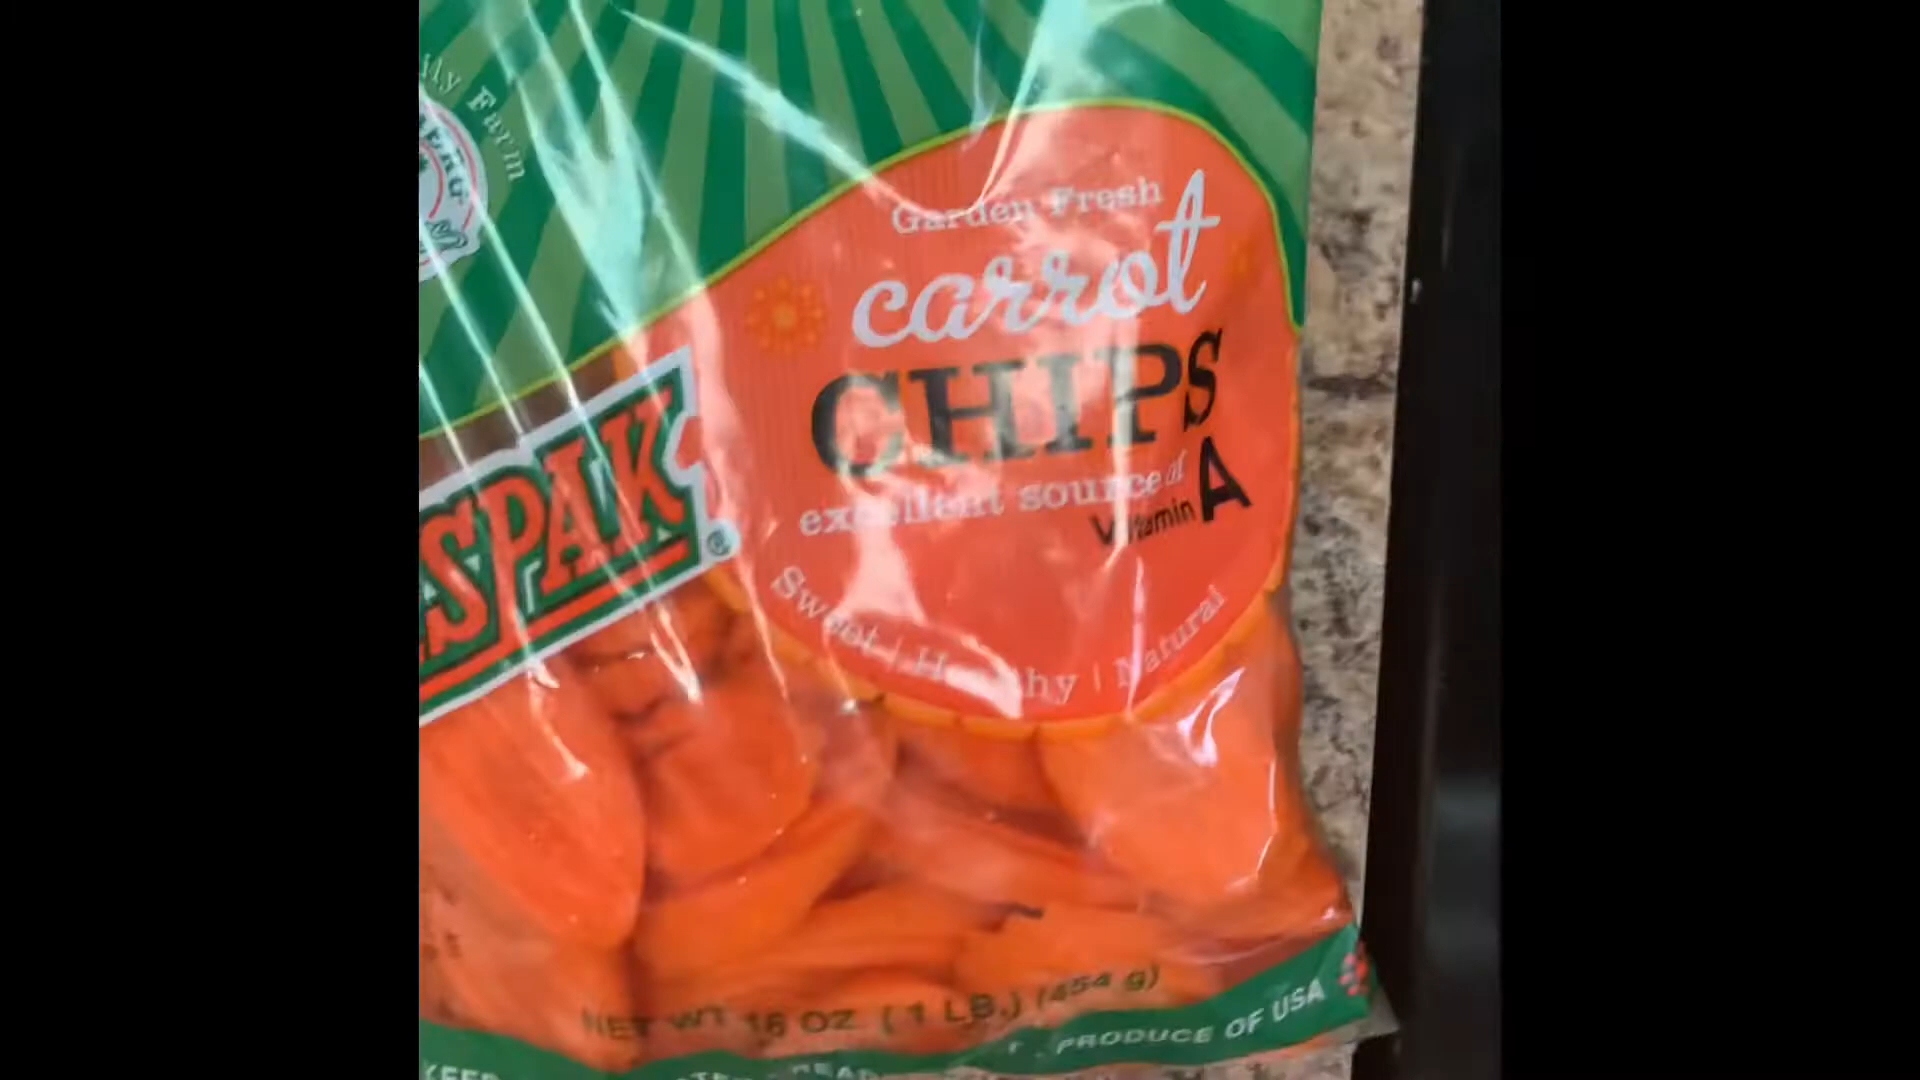 Farm
Garden Fresh
carrot
CHIPS
excellent source of
Vitamin A
SPAK®
Sweet | Healthy | Natural
NET WT 16 OZ (1 LB.) (454 g)
PRODUCE OF USA